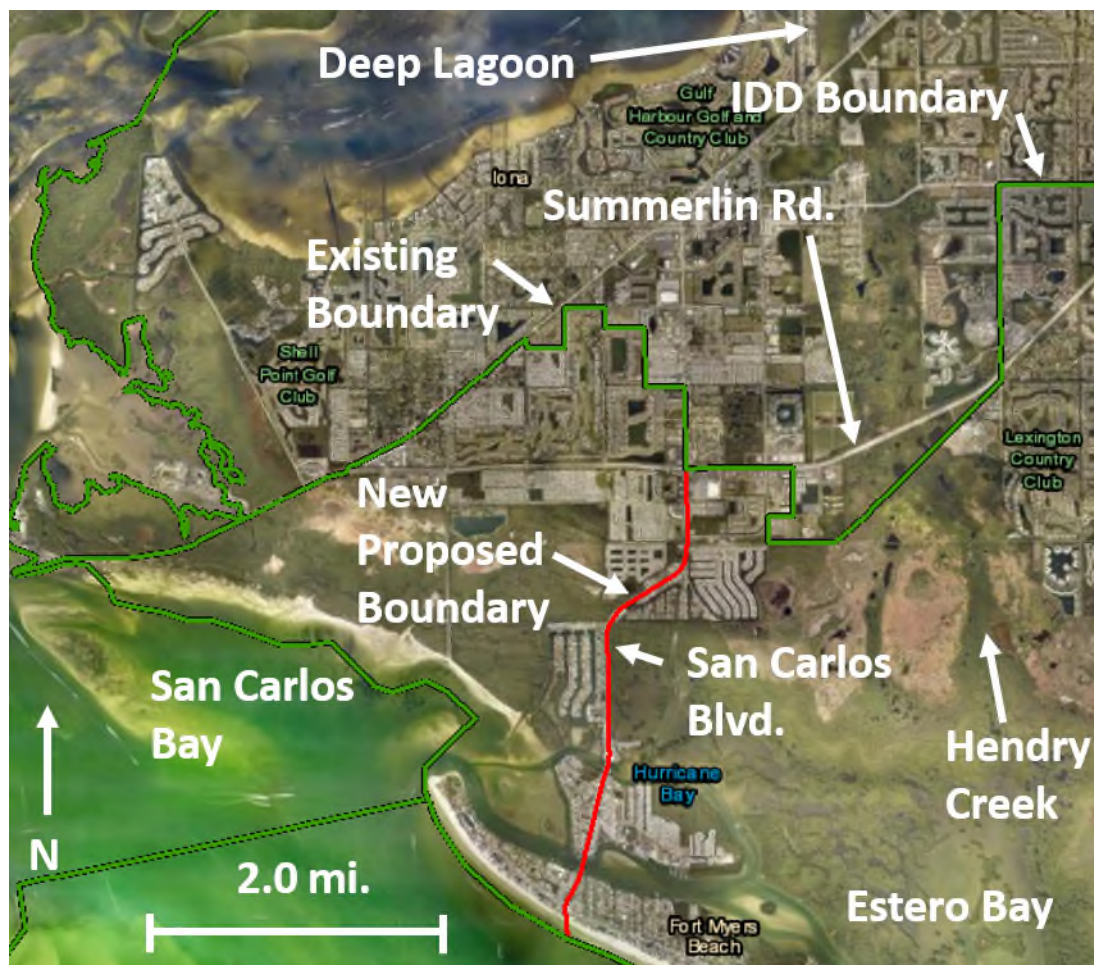 Deep Lagoon
Gulf
Harbour Golf and
Country Club
IDD Boundary
Iona
Summerlin Rd.
Existing
Boundary
Shell
Point Golf
Club
Lexington
Country
Club
New
Proposed
Boundary
San Carlos
Bay
San Carlos
Blvd.
Hendry
Creek
Hurricane
Bay
N
2.0 mi.
Estero Bay
Fort Myers
Beach